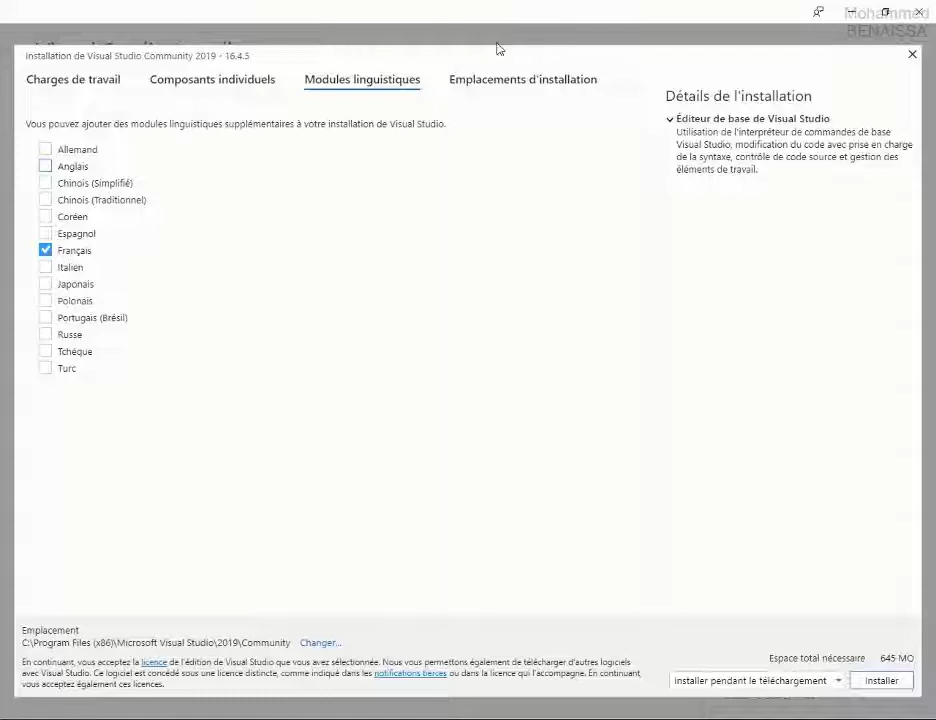 Mohammed
BENAISSA
Installation de Visual Studio Community 2019 - 16.4.5
Charges de travail
Composants individuels
Modules linguistiques
Emplacements d'installation
Vous pouvez ajouter des modules linguistiques supplémentaires à votre installation de Visual Studio.
Allemand
Anglais
Chinois (Simplifié)
Chinois (Traditionnel)
Coréen
Espagnol
Français
Italien
Japonais
Polonais
Portugais (Brésil)
Russe
Tchèque
Turc
Détails de l'installation
Éditeur de base de Visual Studio
Utilisation de l'interpréteur de commandes de base
Visual Studio, modification du code avec prise en charge
de la syntaxe, contrôle de code source et gestion des
éléments de travail.
Emplacement
C:\Program Files (x86)\Microsoft Visual Studio\2019\Community Changer...
En continuant, vous acceptez la licence de l'édition de Visual Studio que vous avez sélectionnée. Nous vous permettons également de télécharger d'autres logiciels
avec Visual Studio. Ce logiciel est concédé sous une licence distincte, comme indiqué dans les notifications tierces ou dans la licence qui l'accompagne. En continuant,
vous acceptez également ces licences.
Espace total nécessaire 645 MO
Installer pendant le téléchargement
Installer